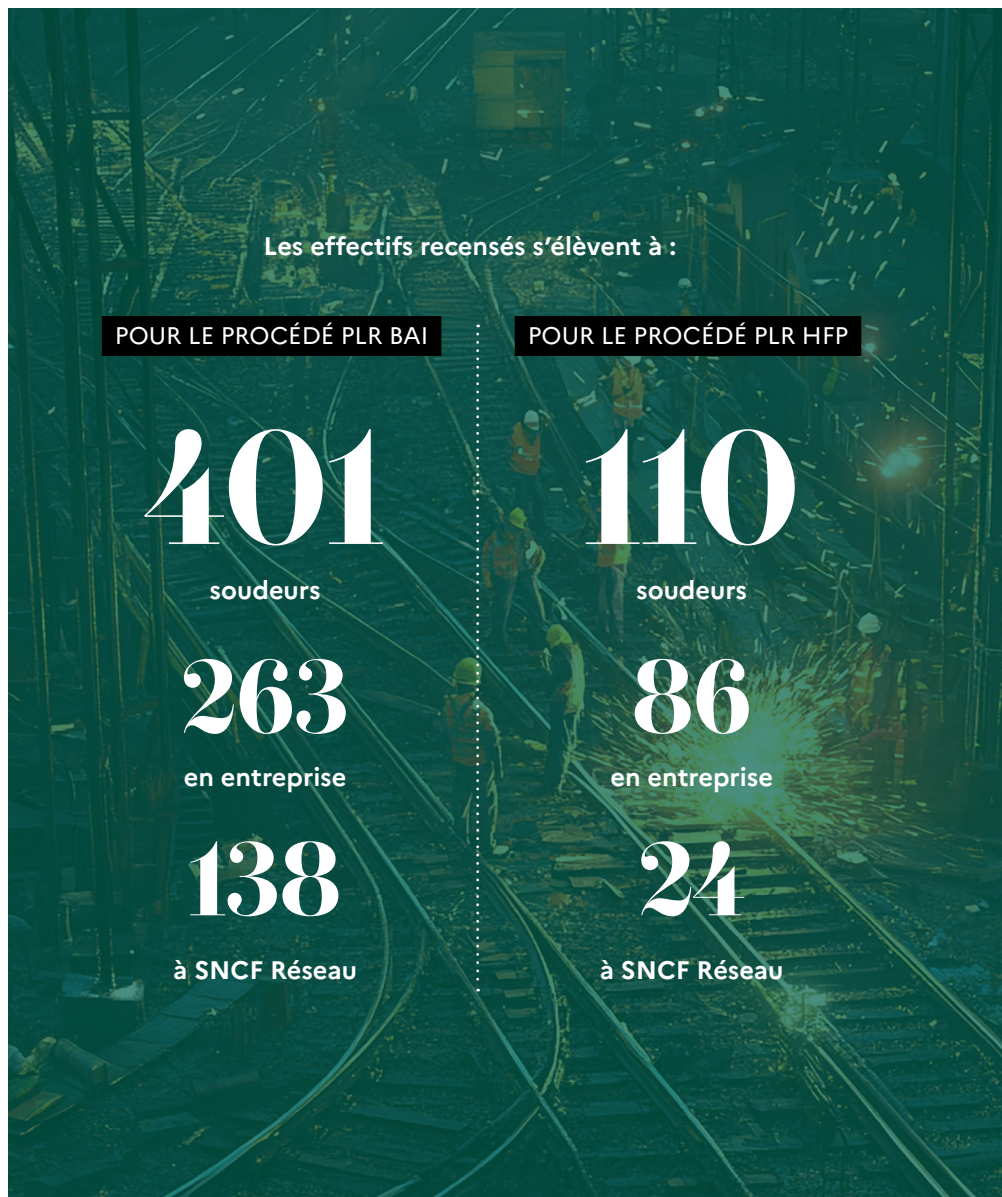 Les effectifs recensés s’élèvent à :
POUR LE PROCÉDÉ PLR BAI
401
soudeurs
263
en entreprise
138
à SNCF Réseau
POUR LE PROCÉDÉ PLR HFP
110
soudeurs
86
en entreprise
24
à SNCF Réseau